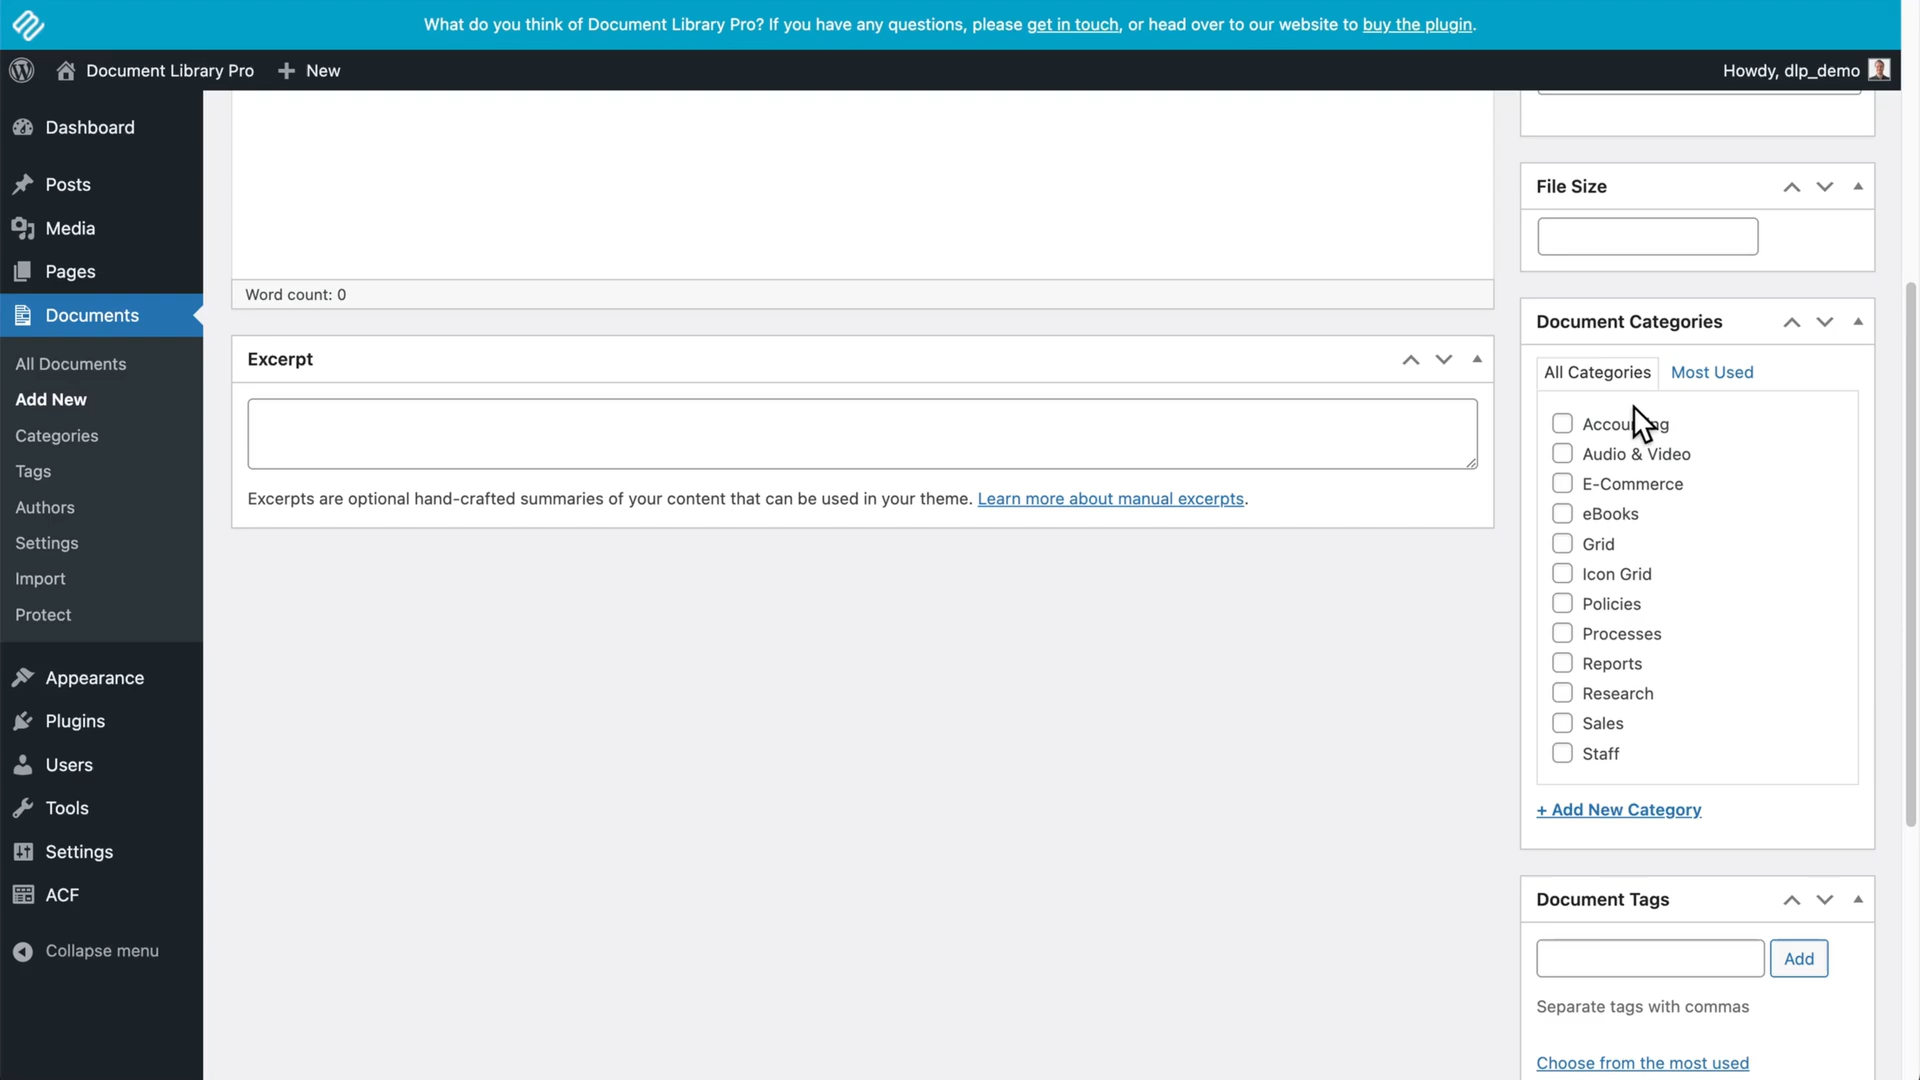 What do you think of Document Library Pro? If you have any questions, please get in touch, or head over to our website to buy the plugin.
Document Library Pro
New
Howdy, dlp_demo
Dashboard
Posts
Media
Pages
Documents
All Documents
Add New
Categories
Tags
Authors
Settings
Import
Protect
Appearance
Plugins
Users
Tools
Settings
ACF
Collapse menu
Word count: 0
Excerpt
Excerpts are optional hand-crafted summaries of your content that can be used in your theme. Learn more about manual excerpts.
File Size
Document Categories
All Categories Most Used
Accounting
Audio & Video
E-Commerce
eBooks
Grid
Icon Grid
Policies
Processes
Reports
Research
Sales
Staff
+ Add New Category
Document Tags
Add
Separate tags with commas
Choose from the most used